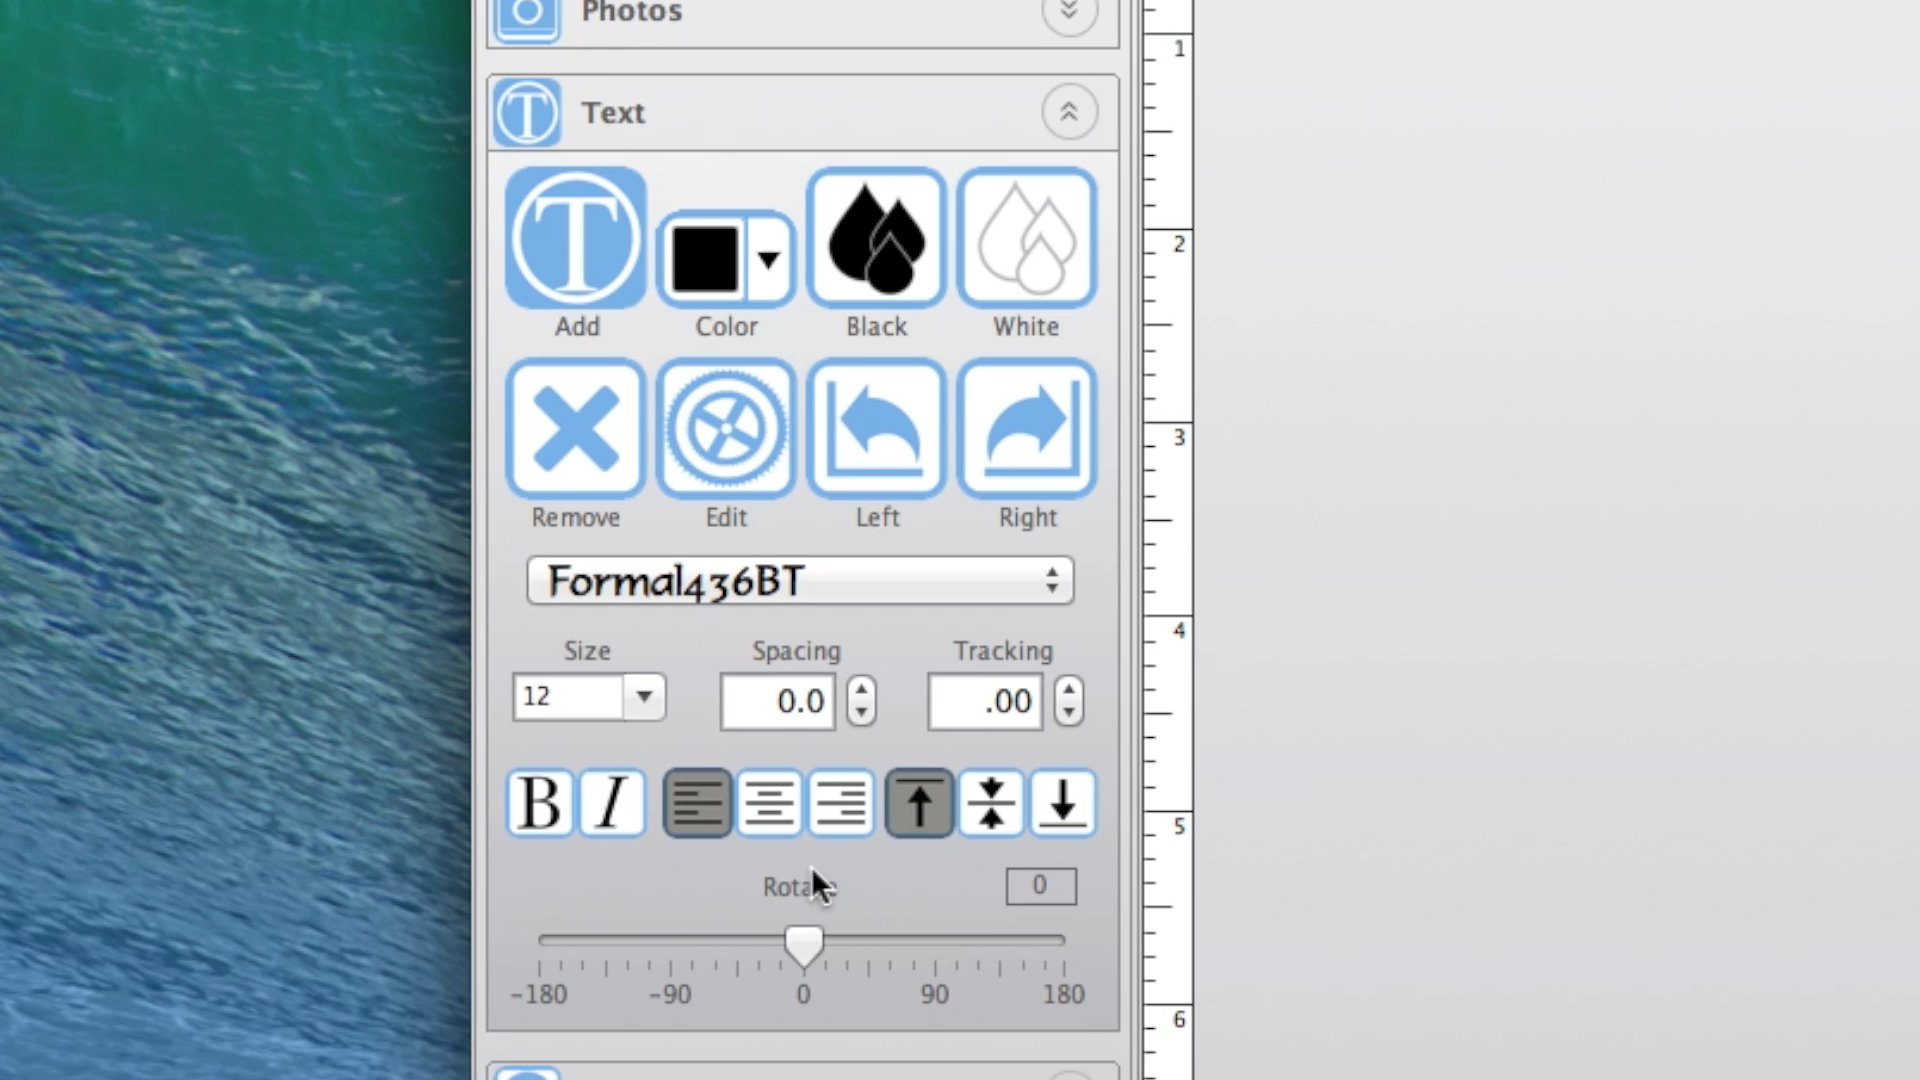 Photos
1
Text
Add Color Black White
2
Remove Edit Left Right
3
Formal436BT
4
Size Spacing Tracking
12 0.0 .00
B I
5
0
-180 -90 0 90 180
6